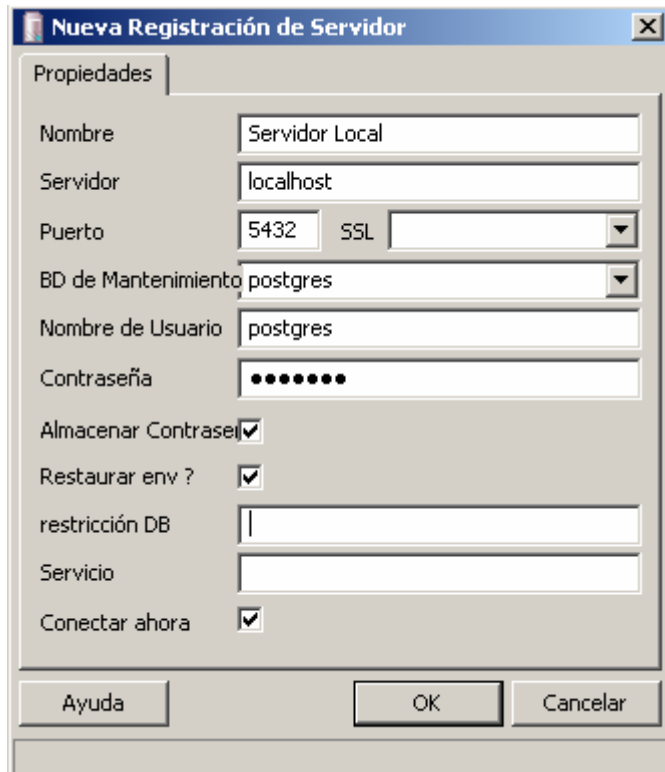 Nueva Registración de Servidor
Propiedades
Nombre Servidor Local
Servidor localhost
Puerto 5432 SSL
BD de Mantenimiento postgres
Nombre de Usuario postgres
Contraseña •••••••
Almacenar Contraseñ
Restaurar env ?
restricción DB
Servicio
Conectar ahora
Ayuda OK Cancelar